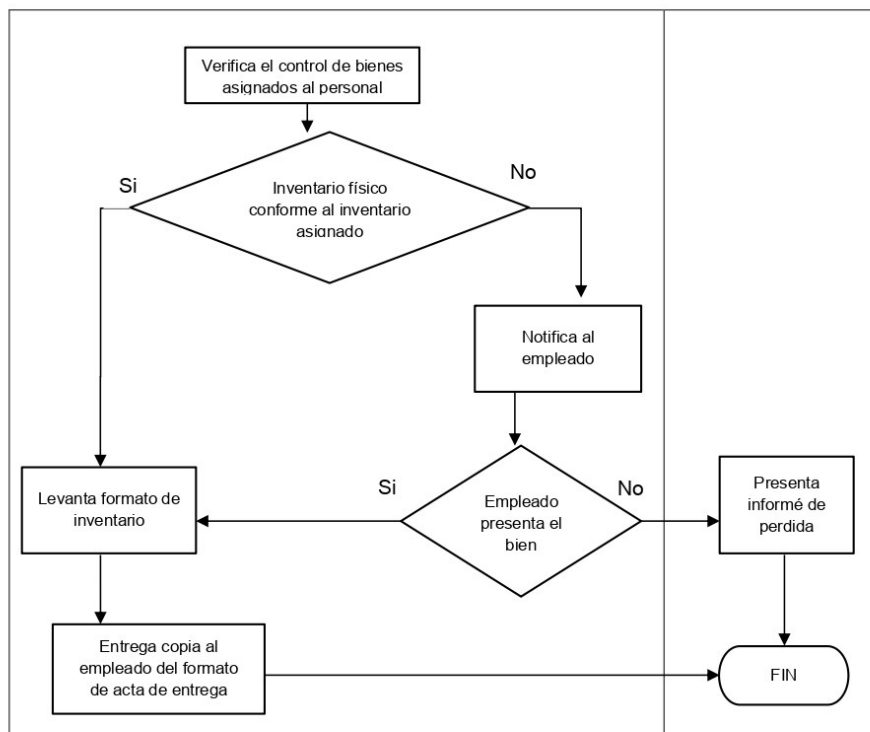 Verifica el control de bienes
asignados al personal
Si
No
Inventario físico
conforme al inventario
asignado
Notifica al
empleado
Levanta formato de
inventario
Si
Empleado
presenta el
bien
No
Presenta
informé de
perdida
Entrega copia al
empleado del formato
de acta de entrega
FIN